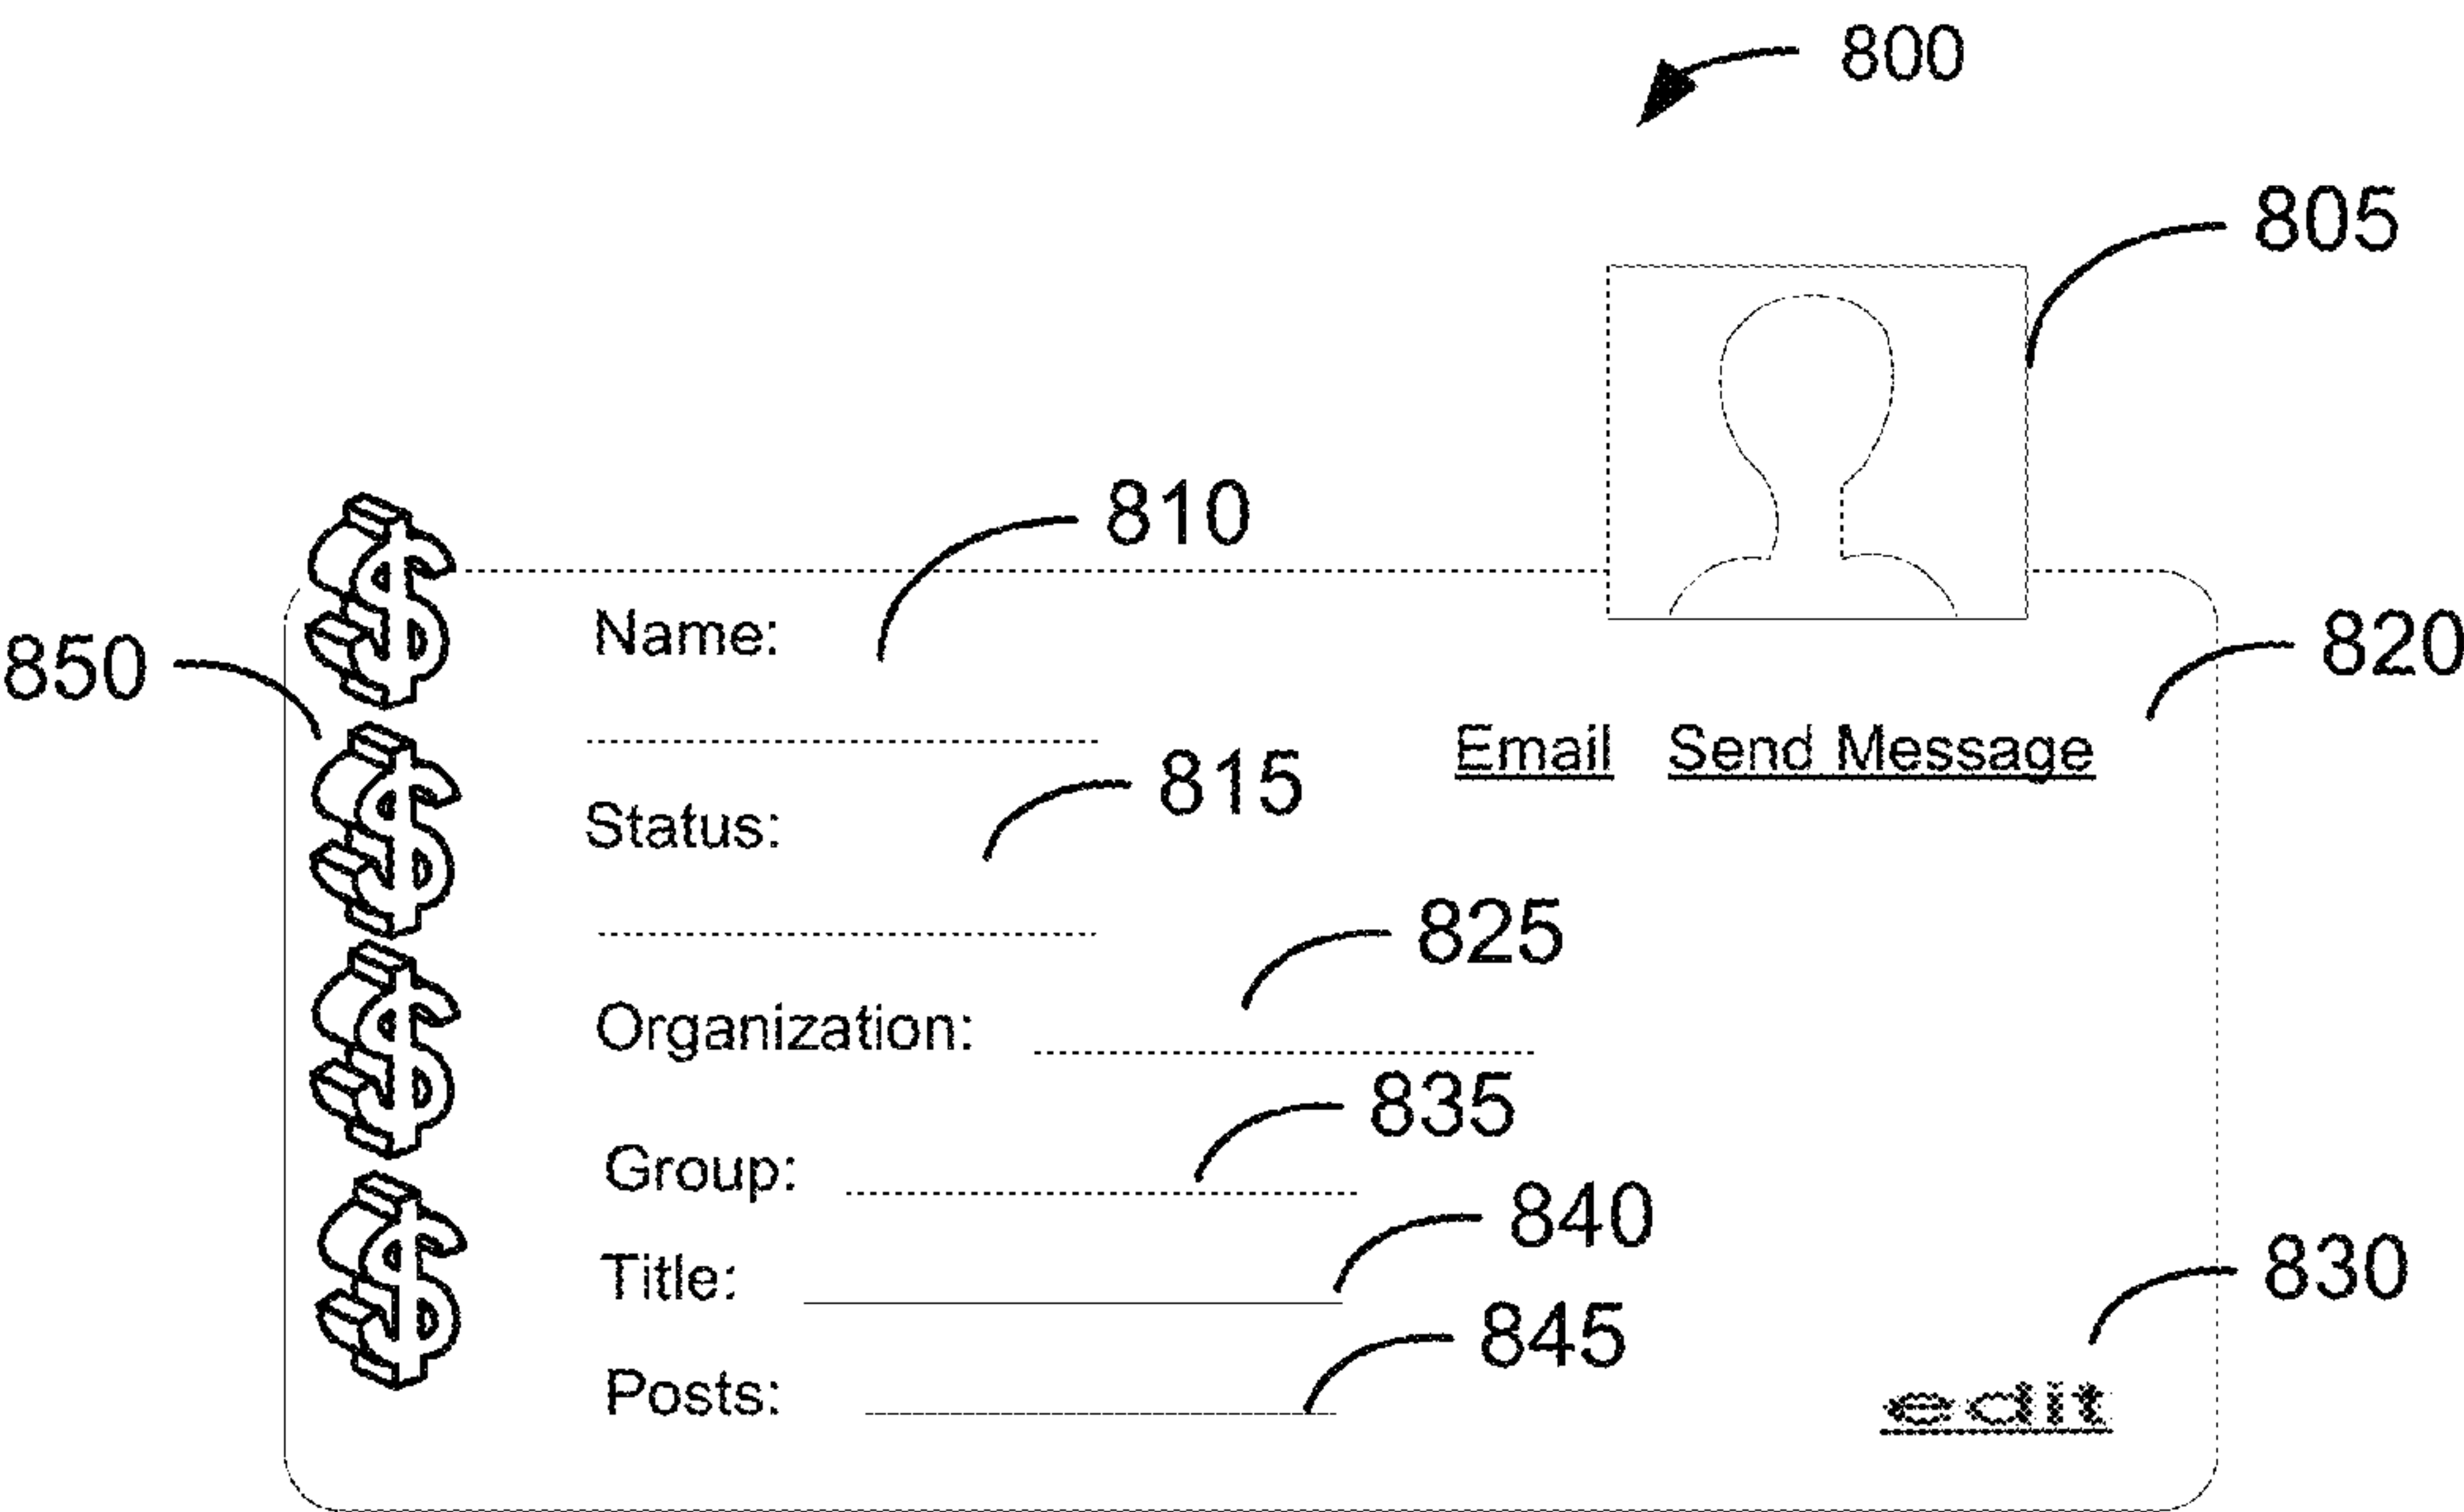 800
805
810
Name:
820
850
Email Send Message
815
Status:
825
Organization:
835
Group:
840
Title:
830
845
Posts:
edit
$
$
$
$